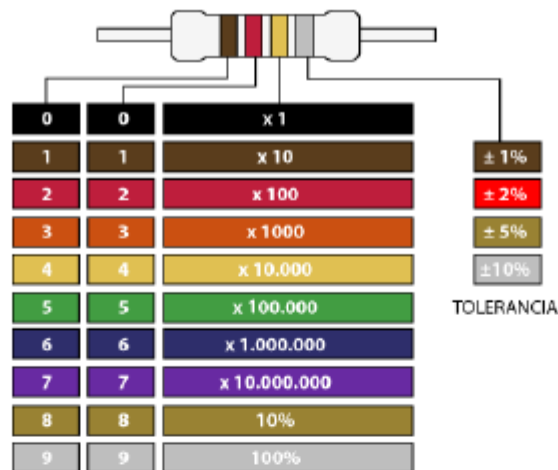 0 0 x 1
1 1 x 10 ± 1%
2 2 x 100 ± 2%
3 3 x 1000 ± 5%
4 4 x 10.000 ±10%
5 5 x 100.000 TOLERANCIA
6 6 x 1.000.000
7 7 x 10.000.000
8 8 10%
9 9 100%